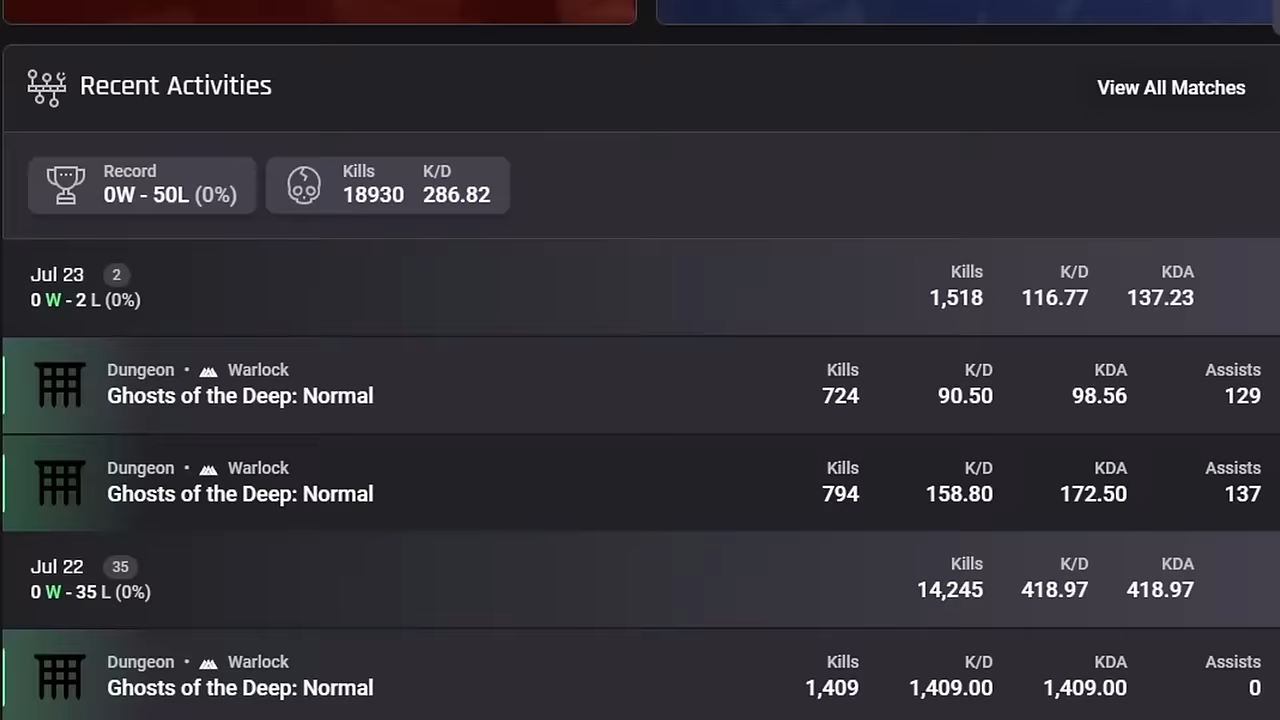 Recent Activities
View All Matches
Record
0W - 50L (0%)
Kills K/D
18930 286.82
Jul 23 2
0 W - 2 L (0%)
Kills K/D KDA
1,518 116.77 137.23
Dungeon • Warlock
Ghosts of the Deep: Normal
Kills K/D KDA Assists
724 90.50 98.56 129
Dungeon • Warlock
Ghosts of the Deep: Normal
Kills K/D KDA Assists
794 158.80 172.50 137
Jul 22 35
0 W - 35 L (0%)
Kills K/D KDA
14,245 418.97 418.97
Dungeon • Warlock
Ghosts of the Deep: Normal
Kills K/D KDA Assists
1,409 1,409.00 1,409.00 0